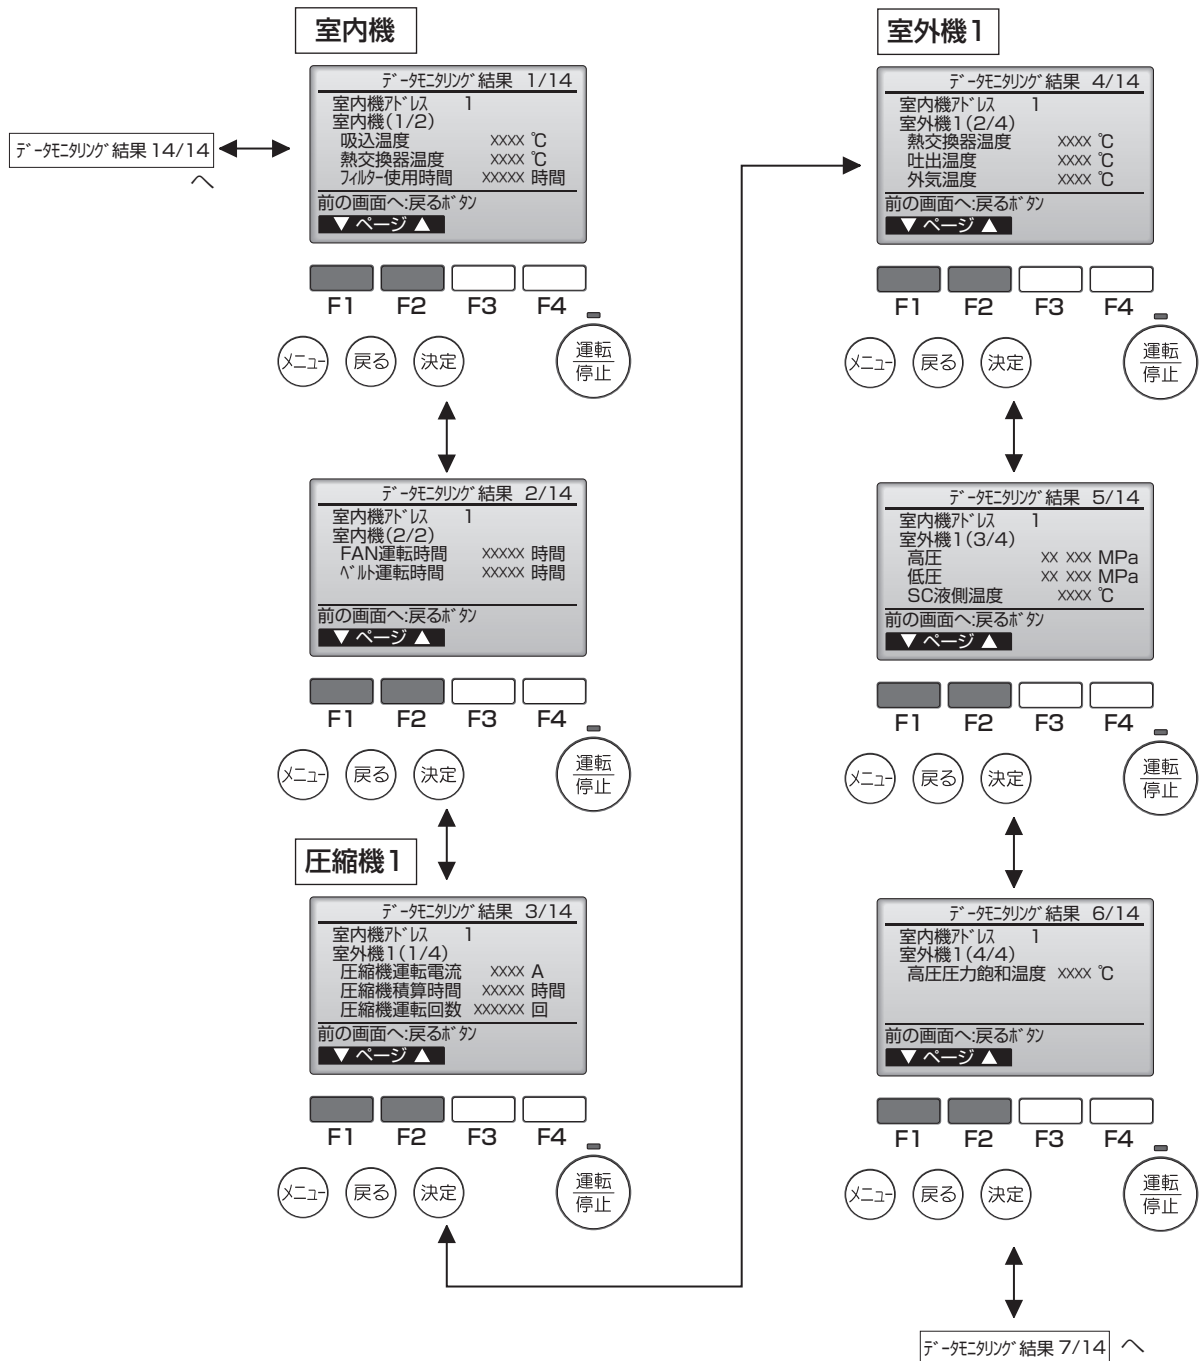 室内機
データモニタリング結果 1/14
室内機アドレス 1
室内機(1/2)
吸込温度 xxxx ℃
熱交換器温度 xxxx ℃
フィルター使用時間 xxxxx 時間
前の画面へ:戻るボタン
▼ ページ ▲
F1 F2 F3 F4
メニュー 戻る 決定 運転
停止
データモニタリング結果 14/14
へ
データモニタリング結果 2/14
室内機アドレス 1
室内機(2/2)
FAN運転時間 xxxxx 時間
ベルト運転時間 xxxxx 時間
前の画面へ:戻るボタン
▼ ページ ▲
F1 F2 F3 F4
メニュー 戻る 決定 運転
停止
圧縮機1
データモニタリング結果 3/14
室内機アドレス 1
室外機1(1/4)
圧縮機運転電流 xxxx A
圧縮機積算時間 xxxxx 時間
圧縮機運転回数 xxxxxx 回
前の画面へ:戻るボタン
▼ ページ ▲
F1 F2 F3 F4
メニュー 戻る 決定 運転
停止
室外機1
データモニタリング結果 4/14
室内機アドレス 1
室外機1(2/4)
熱交換器温度 xxxx ℃
吐出温度 xxxx ℃
外気温度 xxxx ℃
前の画面へ:戻るボタン
▼ ページ ▲
F1 F2 F3 F4
メニュー 戻る 決定 運転
停止
データモニタリング結果 5/14
室内機アドレス 1
室外機1(3/4)
高圧 xx xxx MPa
低圧 xx xxx MPa
SC液側温度 xxxx ℃
前の画面へ:戻るボタン
▼ ページ ▲
F1 F2 F3 F4
メニュー 戻る 決定 運転
停止
データモニタリング結果 6/14
室内機アドレス 1
室外機1(4/4)
高圧圧力飽和温度 xxxx ℃
前の画面へ:戻るボタン
▼ ページ ▲
F1 F2 F3 F4
メニュー 戻る 決定 運転
停止
データモニタリング結果 7/14 へ